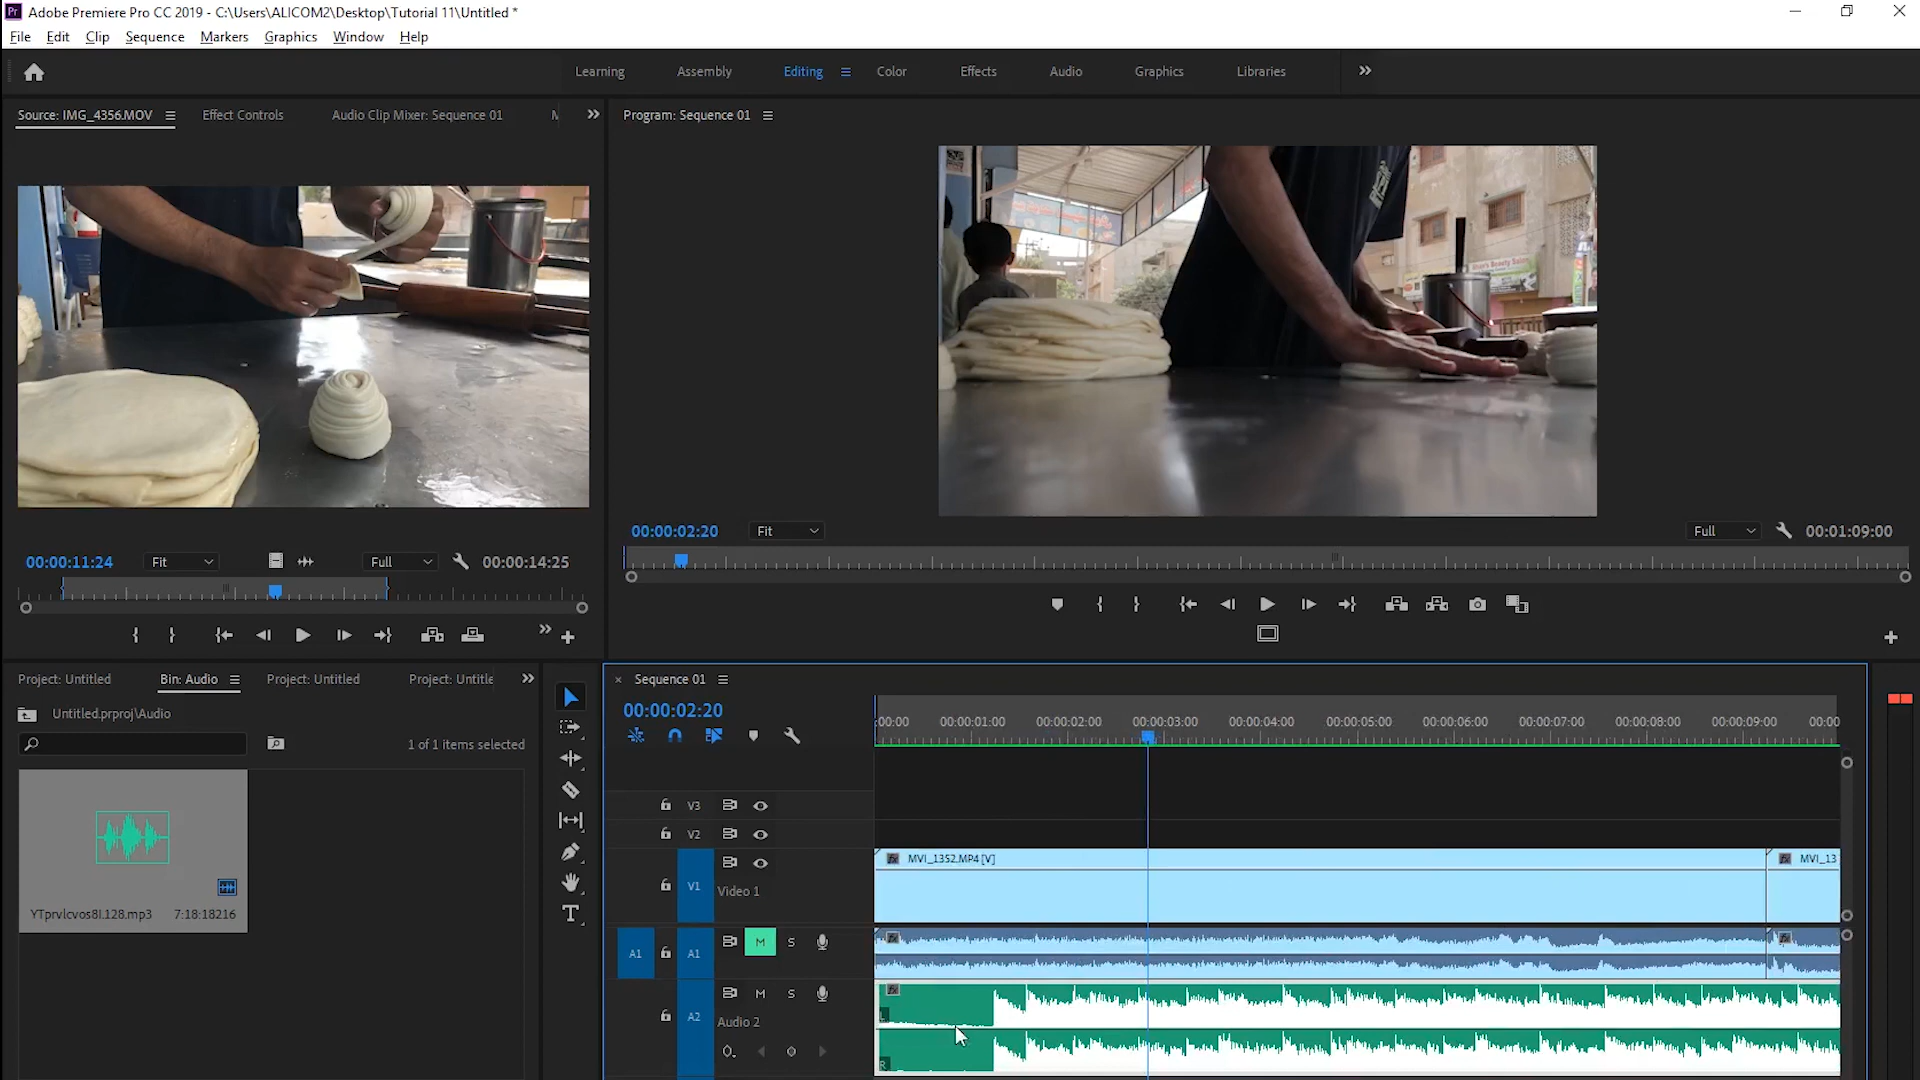 Pr Adobe Premiere Pro CC 2019 - C:\Users\ALICOM2\Desktop\Tutorial 11\Untitled *
File Edit Clip Sequence Markers Graphics Window Help
Learning Assembly Editing Color Effects Audio Graphics Libraries
Source: IMG_4356.MOV Effect Controls Audio Clip Mixer: Sequence 01
Program: Sequence 01
00:00:02:20 Fit Full 00:01:09:00
00:00:11:24 Fit Full 00:00:14:25
Project: Untitled Bin: Audio Project: Untitled Project: Untitle
Untitled.prproj\Audio
1 of 1 items selected
YTprvlcvos8I.128.mp3 7:18:18216
× Sequence 01
00:00:02:20
:00:00 00:00:01:00 00:00:02:00 00:00:03:00 00:00:04:00 00:00:05:00 00:00:06:00 00:00:07:00 00:00:08:00 00:00:09:00 00:00
V3
V2
V1 Video 1
MVI_1352.MP4 [V] MVI_13
A1 A1 M S
A2 M S
Audio 2
L
R
T